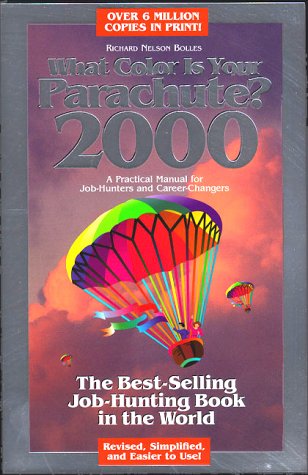 OVER 6 MILLION
COPIES IN PRINT!
RICHARD NELSON BOLLES
What Color Is Your
Parachute?
2000
A Practical Manual for
Job-Hunters and Career-Changers
The Best-Selling
Job-Hunting Book
in the World
Revised, Simplified,
and Easier to Use!